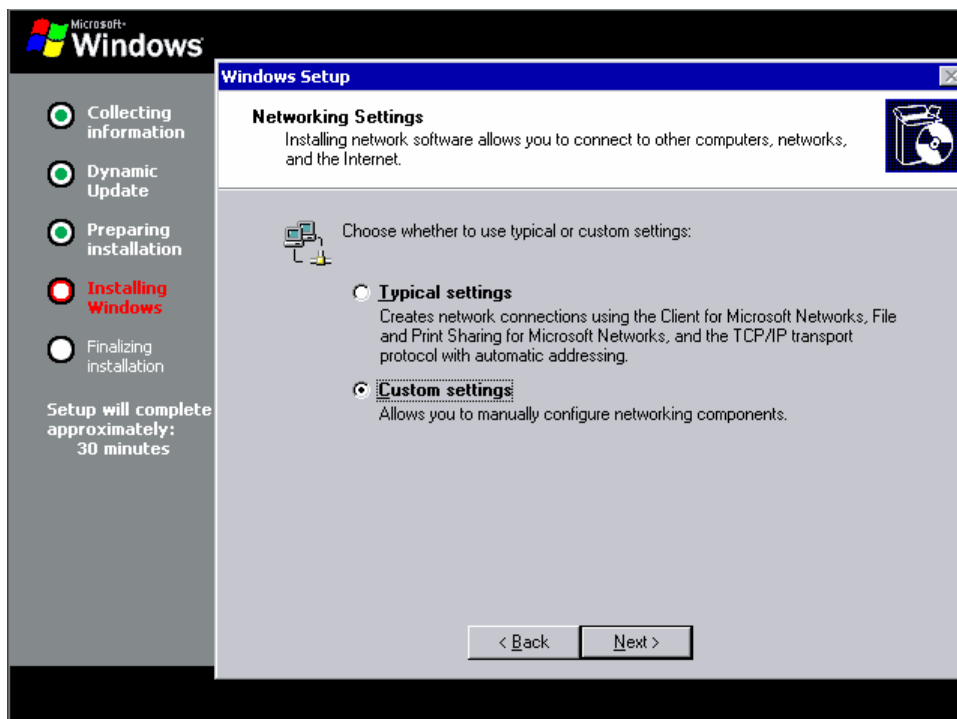 Microsoft
Windows
Windows Setup
Collecting
information
Dynamic
Update
Preparing
installation
Installing
Windows
Finalizing
installation
Setup will complete
approximately:
30 minutes
Networking Settings
Installing network software allows you to connect to other computers, networks,
and the Internet.
Choose whether to use typical or custom settings:
Typical settings
Creates network connections using the Client for Microsoft Networks, File
and Print Sharing for Microsoft Networks, and the TCP/IP transport
protocol with automatic addressing.
Custom settings
Allows you to manually configure networking components.
< Back
Next >